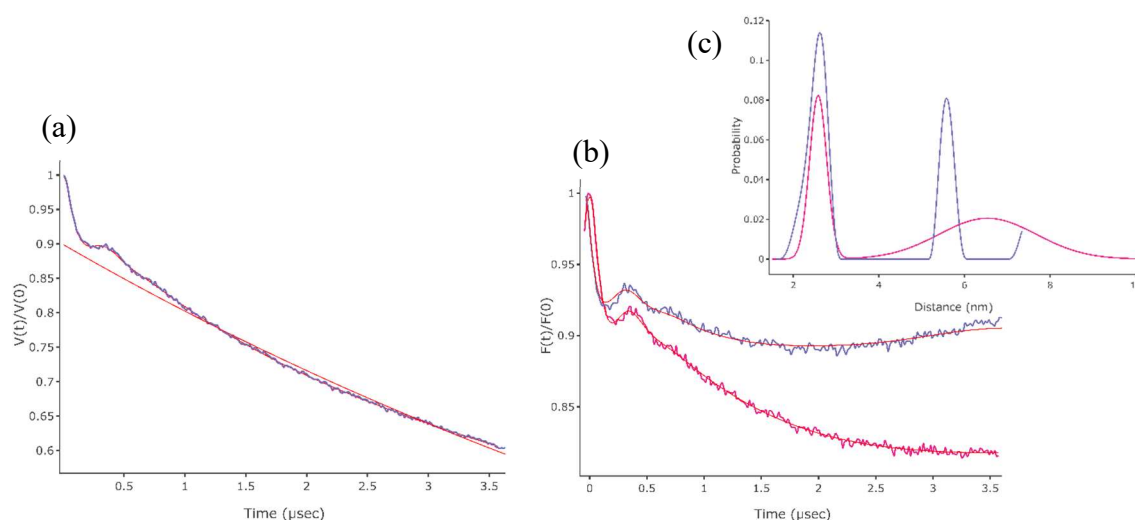 (a)
V(t)/V(0)
1
0.95
0.9
0.85
0.8
0.75
0.7
0.65
0.6
0.5 1 1.5 2 2.5 3 3.5
Time (μsec)
(b)
F(t)/F(0)
1
0.95
0.9
0.85
0 0.5 1 1.5 2 2.5 3 3.5
Time (μsec)
(c)
Probability
0.12
0.1
0.08
0.06
0.04
0.02
0
2 4 6 8 10
Distance (nm)